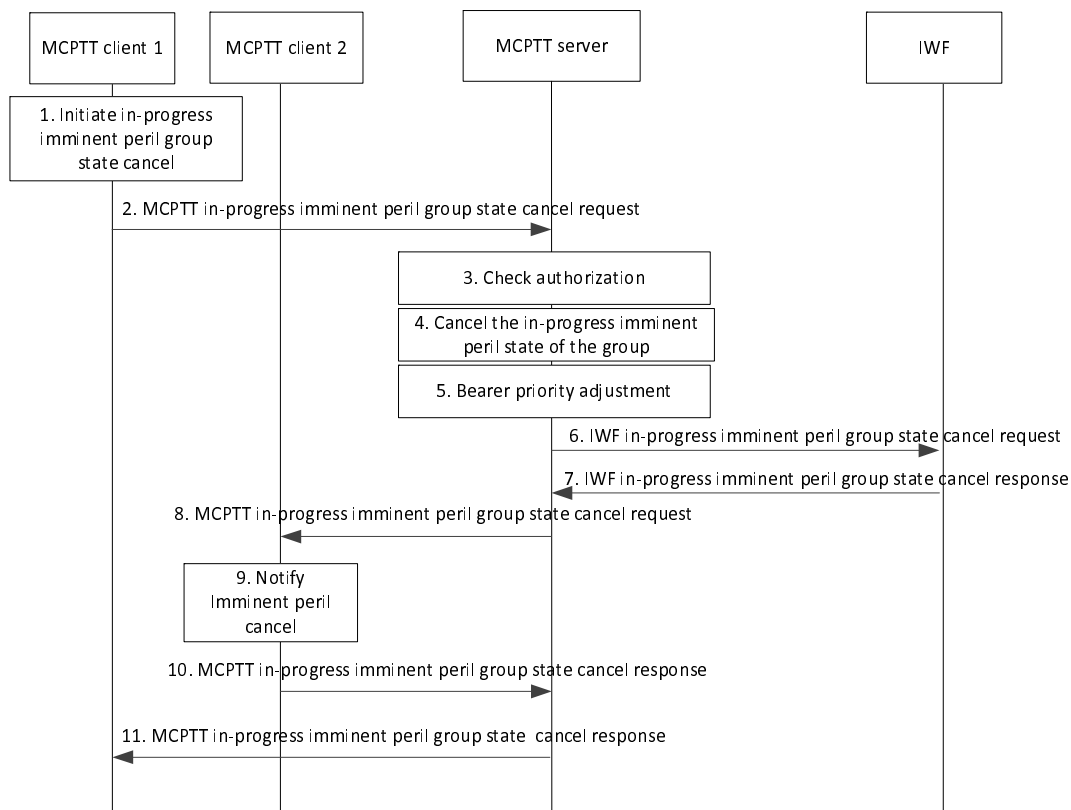 MCPTT client 1
MCPTT client 2
MCPTT server
IWF
1. Initiate in-progress
imminent peril group
state cancel
2. MCPTT in-progress imminent peril group state cancel request
3. Check authorization
4. Cancel the in-progress imminent
peril state of the group
5. Bearer priority adjustment
6. IWF in-progress imminent peril group state cancel request
7. IWF in-progress imminent peril group state cancel response
8. MCPTT in-progress imminent peril group state cancel request
9. Notify
Imminent peril
cancel
10. MCPTT in-progress imminent peril group state cancel response
11. MCPTT in-progress imminent peril group state cancel response